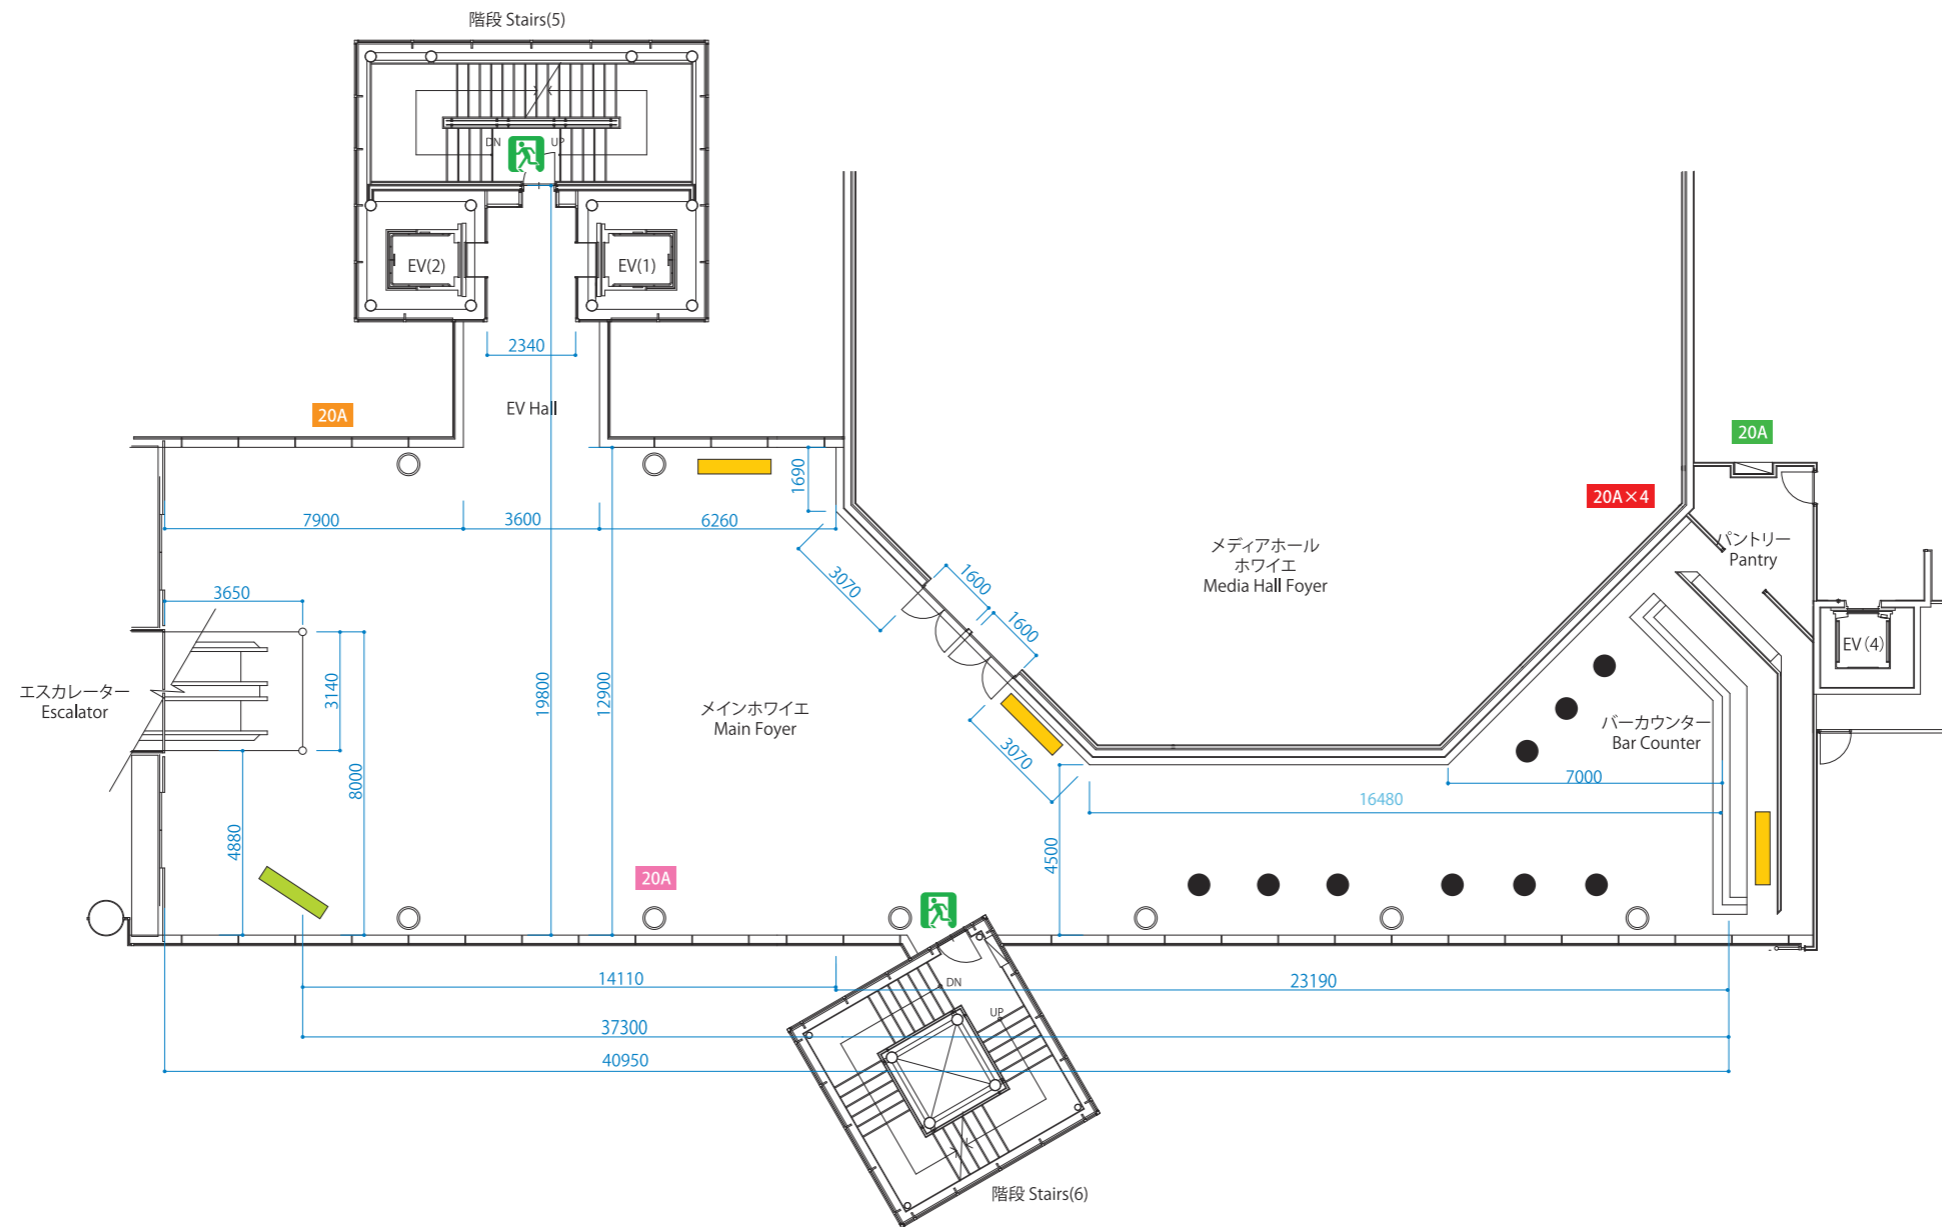 階段 Stairs(5)
DN
UP
EV(2)
EV(1)
2340
EV Hall
20A
20A
1690
20A×4
7900
3600
6260
パントリー
Pantry
メディアホール
ホワイエ
Media Hall Foyer
3070
1600
1600
3650
EV(4)
エスカレーター
Escalator
3140
19800
12900
メインホワイエ
Main Foyer
バーカウンター
Bar Counter
3070
8000
7000
16480
4880
4500
20A
14110
DN
23190
UP
37300
40950
階段 Stairs(6)